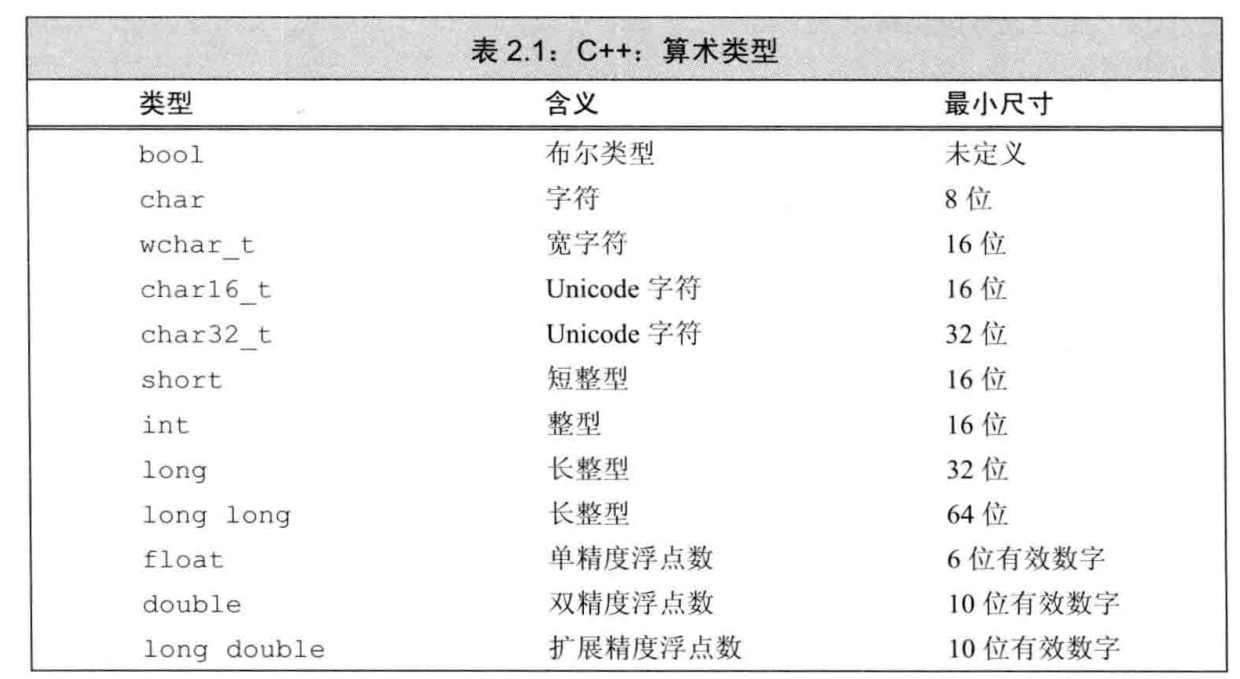 表 2.1：C++：算术类型
类型 含义 最小尺寸
bool 布尔类型 未定义
char 字符 8 位
wchar_t 宽字符 16 位
char16_t Unicode 字符 16 位
char32_t Unicode 字符 32 位
short 短整型 16 位
int 整型 16 位
long 长整型 32 位
long long 长整型 64 位
float 单精度浮点数 6 位有效数字
double 双精度浮点数 10 位有效数字
long double 扩展精度浮点数 10 位有效数字